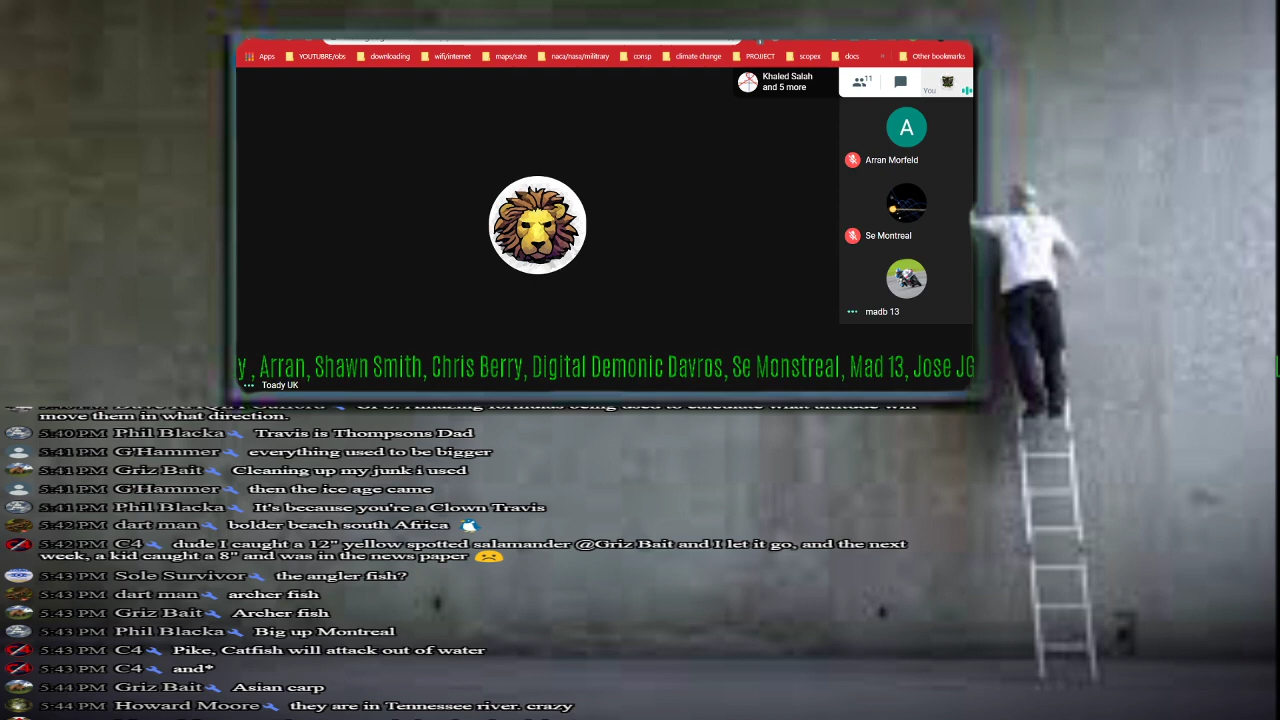 Apps YOUTUBRE/obs downloading wifi/internet maps/sate naca/nasa/militrary consp climate change PROJJECT scopex docs Other bookmarks
Khaled Salah
and 5 more
11
You
A
Arran Morfeld
Se Montreal
madb 13
y , Arran, Shawn Smith, Chris Berry, Digital Demonic Davros, Se Monstreal, Mad 13, Jose JG
Toady UK
move them in what direction.
5:40 PM Phil Blacka Travis is Thompsons Dad
5:41 PM G'Hammer everything used to be bigger
5:41 PM Griz Bait Cleaning up my junk i used
5:41 PM G'Hammer then the ice age came
5:41 PM Phil Blacka It's because you're a Clown Travis
5:42 PM dart man bolder beach south Africa
5:42 PM C4 dude I caught a 12" yellow spotted salamander @Griz Bait and I let it go, and the next
week, a kid caught a 8" and was in the news paper
5:43 PM Sole Survivor the angler fish?
5:43 PM dart man archer fish
5:43 PM Griz Bait Archer fish
5:43 PM Phil Blacka Big up Montreal
5:43 PM C4 Pike, Catfish will attack out of water
5:43 PM C4 and*
5:44 PM Griz Bait Asian carp
5:44 PM Howard Moore they are in Tennessee river. crazy